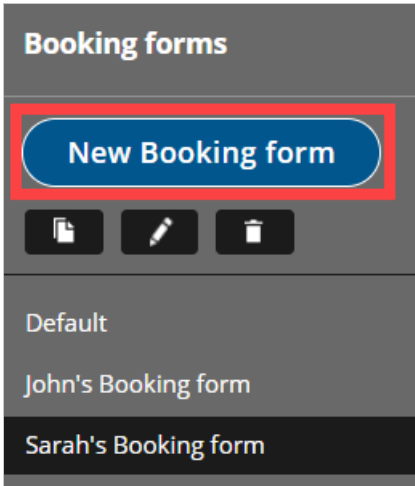 Booking forms
New Booking form
Default
John's Booking form
Sarah's Booking form